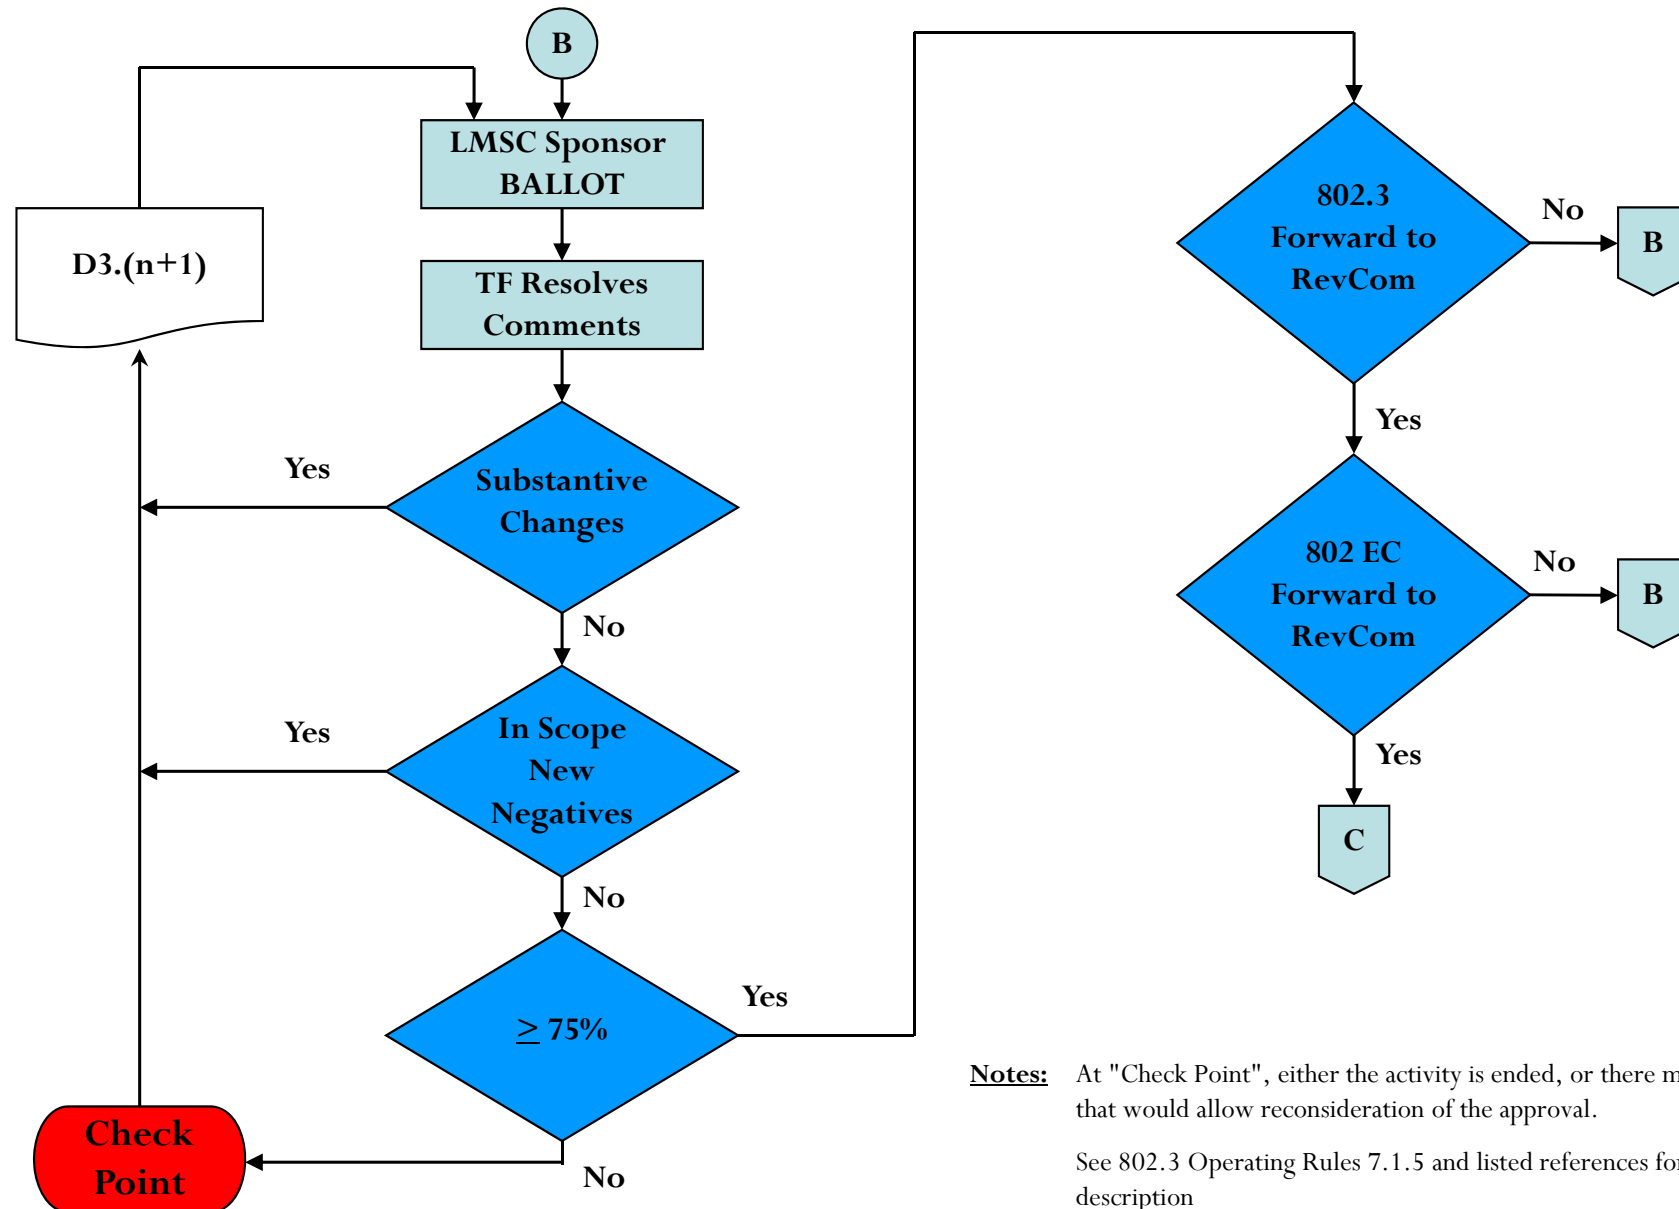 B
LMSC Sponsor
BALLOT
D3.(n+1)
TF Resolves
Comments
Yes
Substantive
Changes
No
Yes
In Scope
New
Negatives
No
Yes
≥ 75%
Check
Point
No
802.3
Forward to
RevCom
No
B
Yes
802 EC
Forward to
RevCom
No
B
Yes
C
Notes: At "Check Point", either the activity is ended, or there
that would allow reconsideration of the approval.
See 802.3 Operating Rules 7.1.5 and listed references for
description